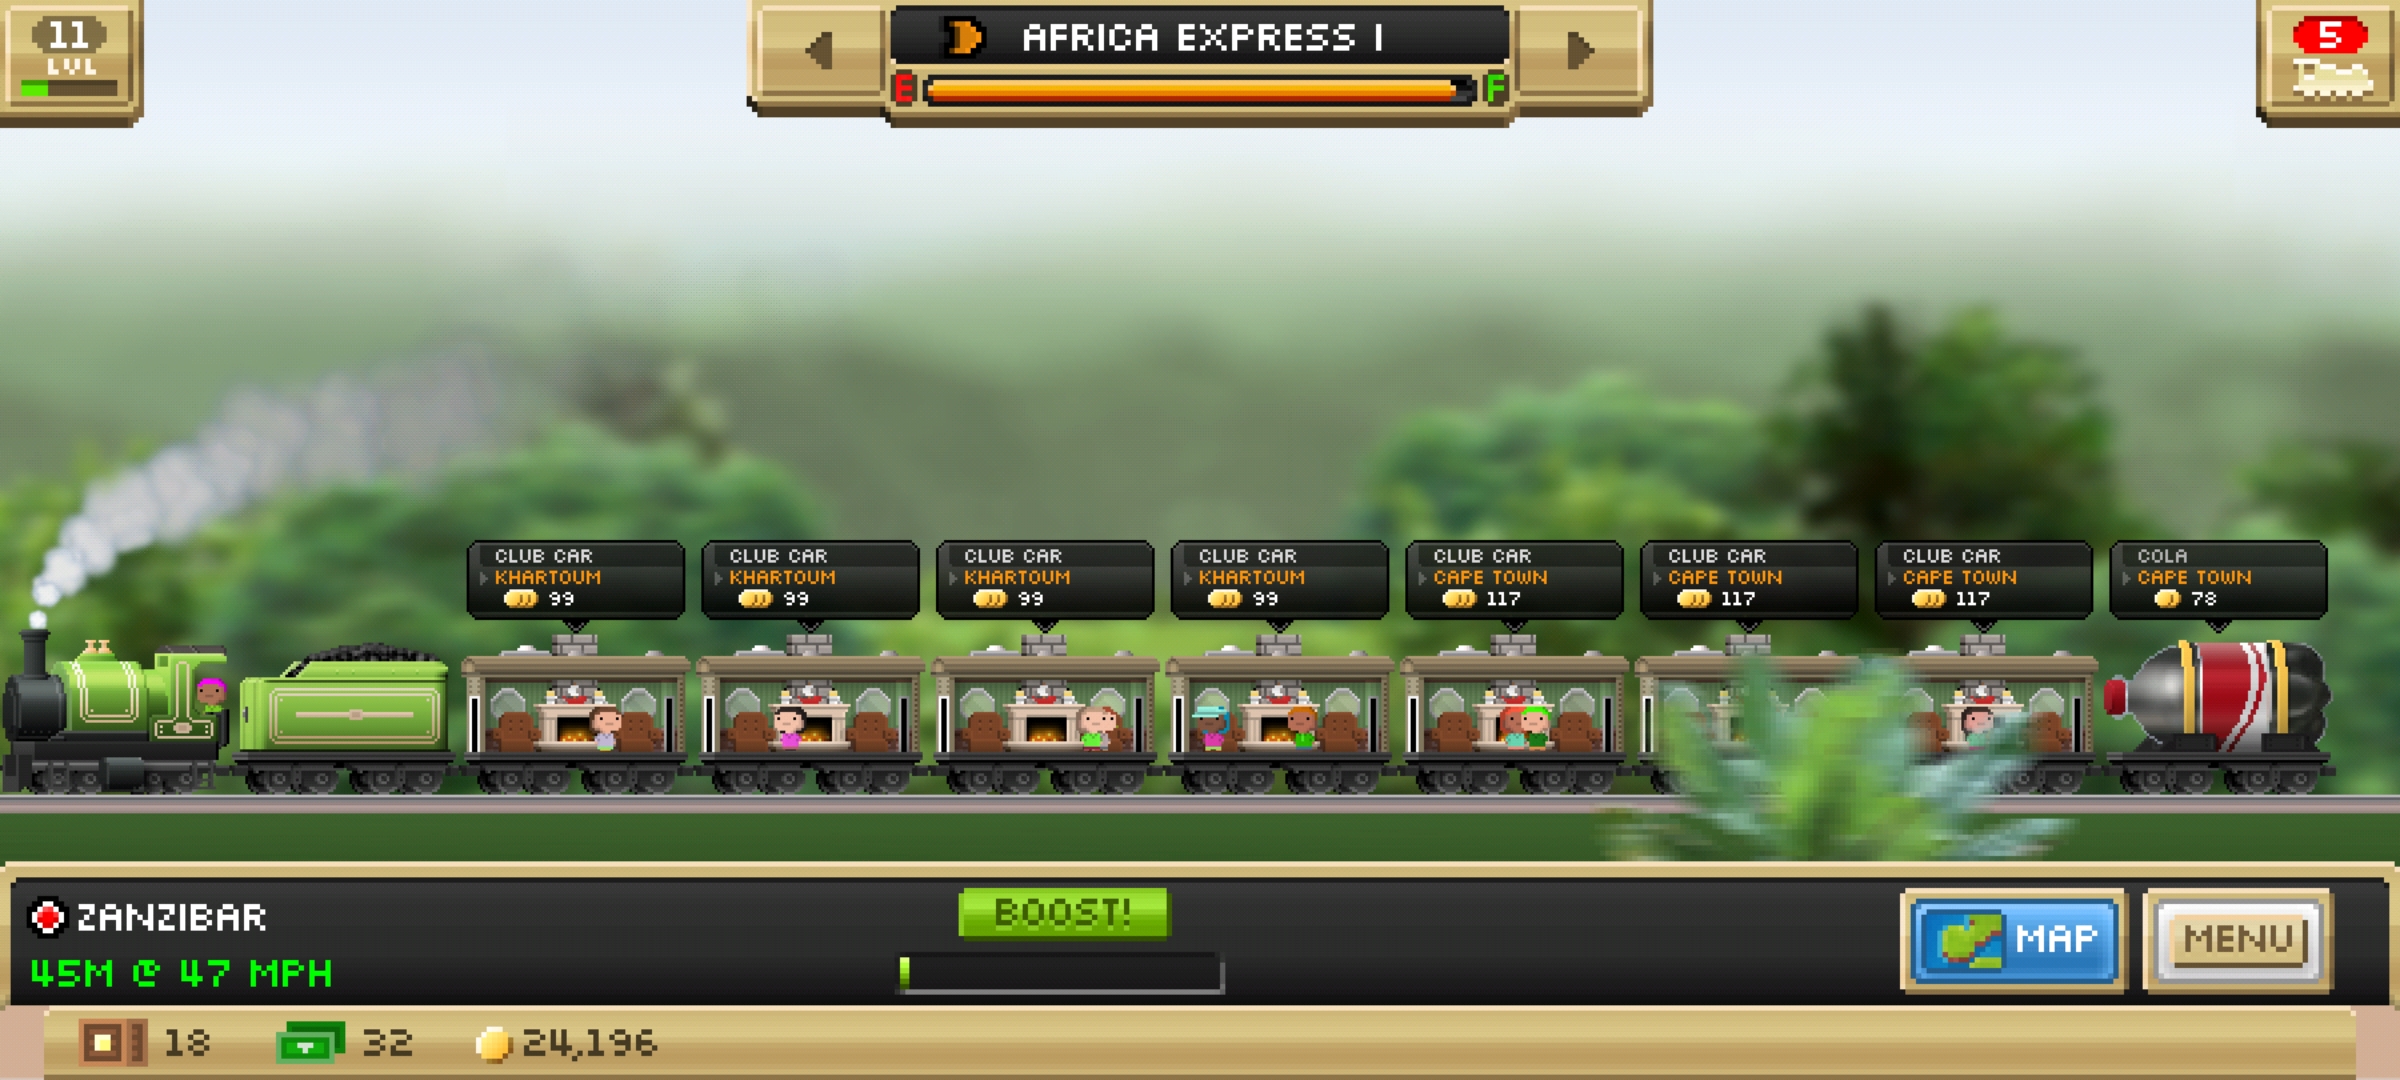 11
LVL
AFRICA EXPRESS I
E
F
5
CLUB CAR
KHARTOUM
99
CLUB CAR
KHARTOUM
99
CLUB CAR
KHARTOUM
99
CLUB CAR
KHARTOUM
99
CLUB CAR
CAPE TOWN
117
CLUB CAR
CAPE TOWN
117
CLUB CAR
CAPE TOWN
117
COLA
CAPE TOWN
78
ZANZIBAR
45M @ 47 MPH
BOOST!
MAP
MENU
18
32
24,196